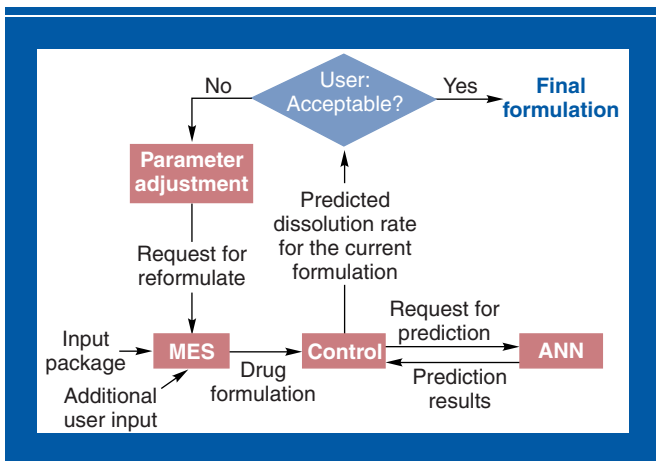 User:
Acceptable?
No
Yes
Final
formulation
Parameter
adjustment
Predicted
dissolution rate
for the current
formulation
Request for
reformulate
Request for
prediction
Input
package
MES
Control
ANN
Drug
formulation
Prediction
results
Additional
user input